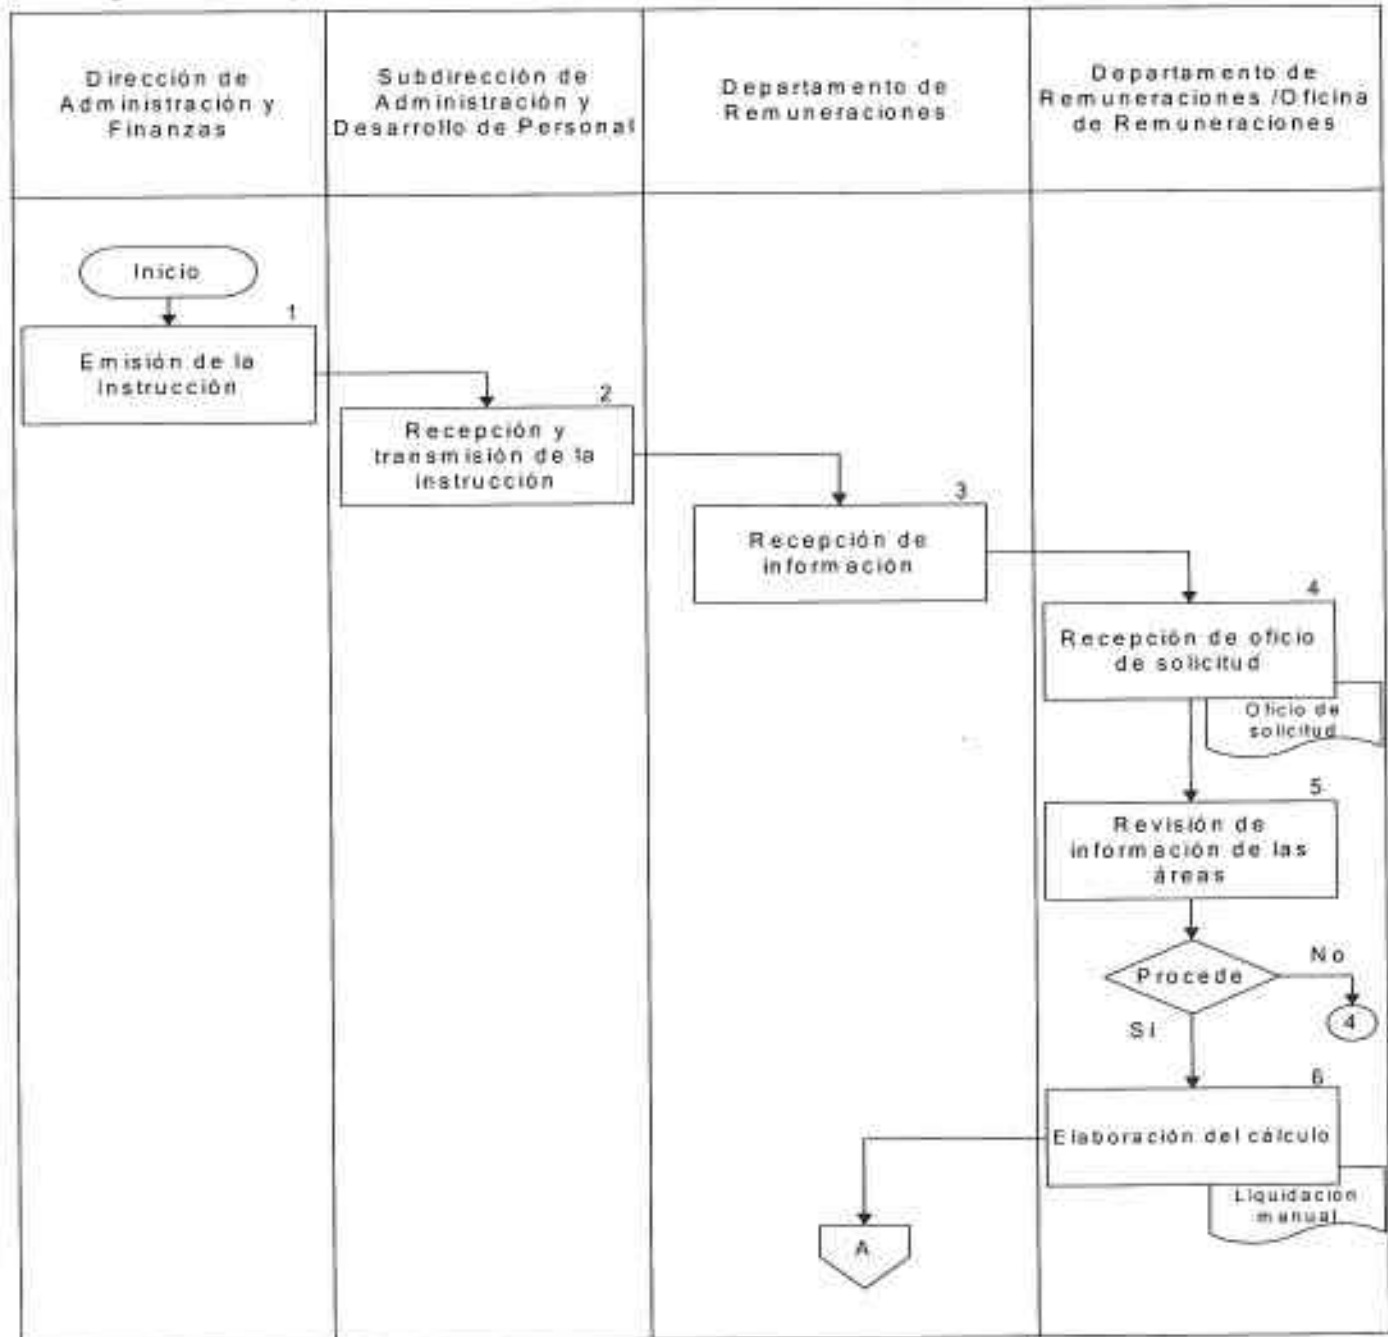 Dirección de
Administración y
Finanzas
Subdirección de
Administración y
Desarrollo de Personal
Departamento de
Remuneraciones
Departamento de
Remuneraciones /Oficina
de Remuneraciones
Inicio
1
Emisión de la
instrucción
2
Recepción y
transmisión de la
instrucción
3
Recepción de
información
4
Recepción de oficio
de solicitud
Oficio de
solicitud
5
Revisión de
información de las
áreas
Procede
No
4
Sí
6
Elaboración del cálculo
Liquidación
manual
A